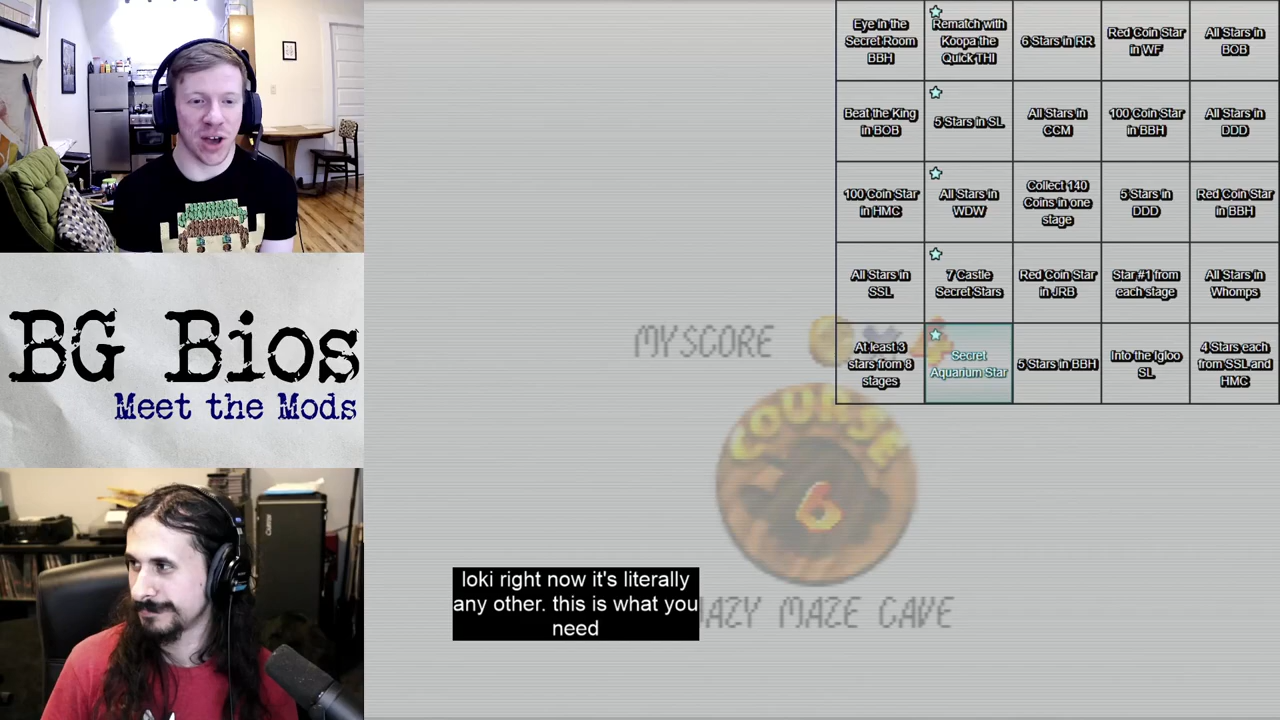 Eye in the
Secret Room
BBH
Rematch with
Koopa the
Quick THI
6 Stars in RR
Red Coin Star
in WF
All Stars in
BOB
Beat the King
in BOB
5 Stars in SL
All Stars in
CCM
100 Coin Star
in BBH
All Stars in
DDD
100 Coin Star
in HMC
All Stars in
WDW
Collect 140
Coins in one
stage
5 Stars in
DDD
Red Coin Star
in BBH
All Stars in
SSL
7 Castle
Secret Stars
Red Coin Star
in JRB
Star #1 from
each stage
All Stars in
Whomps
At least 3
stars from 8
stages
Secret
Aquarium Star
5 Stars in BBH
Into the Igloo
SL
4 Stars each
from SSL and
HMC
BG Bios
Meet the Mods
MY SCORE
4
COURSE
6
AZY MAZE CAVE
loki right now it's literally
any other. this is what you
need